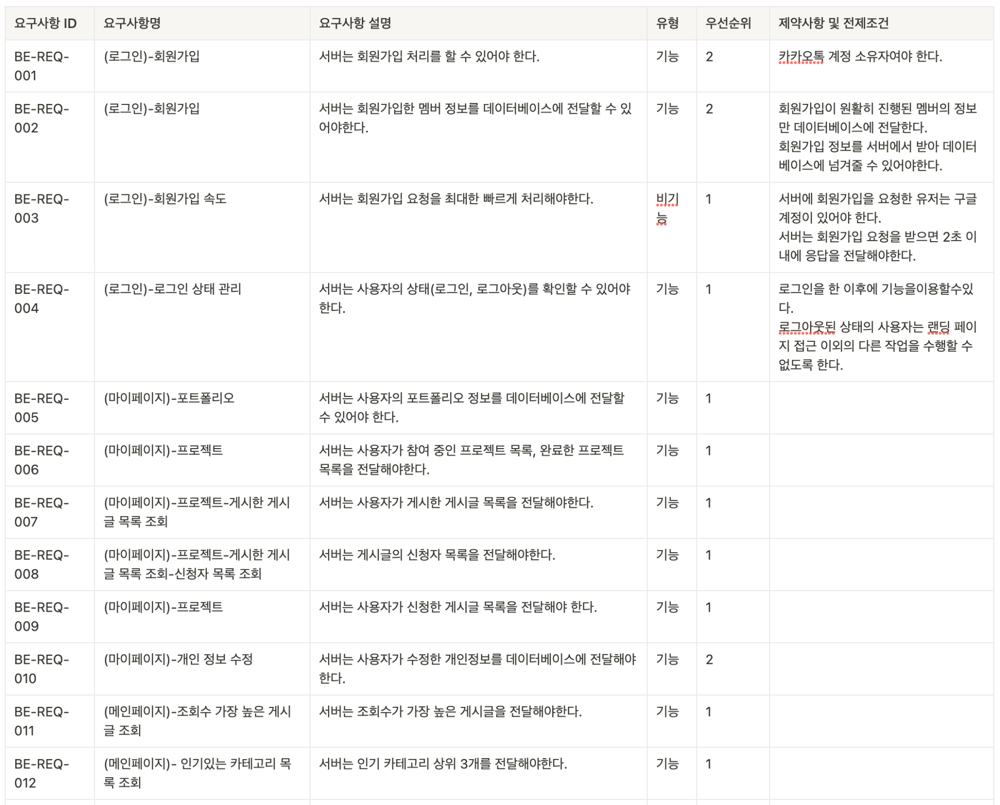 요구사항 ID 요구사항명 요구사항 설명 유형 우선순위 제약사항 및 전제조건
BE-REQ-
001
(로그인)-회원가입
서버는 회원가입 처리를 할 수 있어야 한다.
기능
2
카카오톡 계정 소유자여야 한다.
BE-REQ-
002
(로그인)-회원가입
서버는 회원가입한 멤버 정보를 데이터베이스에 전달할 수 있
어야한다.
기능
2
회원가입이 원활히 진행된 멤버의 정보
만 데이터베이스에 전달한다.
회원가입 정보를 서버에서 받아 데이터
베이스에 넘겨줄 수 있어야한다.
BE-REQ-
003
(로그인)-회원가입 속도
서버는 회원가입 요청을 최대한 빠르게 처리해야한다.
비기
능
1
서버에 회원가입을 요청한 유저는 구글
계정이 있어야 한다.
서버는 회원가입 요청을 받으면 2초 이
내에 응답을 전달해야한다.
BE-REQ-
004
(로그인)-로그인 상태 관리
서버는 사용자의 상태(로그인, 로그아웃)를 확인할 수 있어야
한다.
기능
1
로그인을 한 이후에 기능을이용할수있
다.
로그아웃된 상태의 사용자는 랜딩 페이
지 접근 이외의 다른 작업을 수행할 수
없도록 한다.
BE-REQ-
005
(마이페이지)-포트폴리오
서버는 사용자의 포트폴리오 정보를 데이터베이스에 전달할
수 있어야 한다.
기능
1
BE-REQ-
006
(마이페이지)-프로젝트
서버는 사용자가 참여 중인 프로젝트 목록, 완료한 프로젝트
목록을 전달해야한다.
기능
1
BE-REQ-
007
(마이페이지)-프로젝트-게시한 게시
글 목록 조회
서버는 사용자가 게시한 게시글 목록을 전달해야한다.
기능
1
BE-REQ-
008
(마이페이지)-프로젝트-게시한 게시
글 목록 조회-신청자 목록 조회
서버는 게시글의 신청자 목록을 전달해야한다.
기능
1
BE-REQ-
009
(마이페이지)-프로젝트
서버는 사용자가 신청한 게시글 목록을 전달해야 한다.
기능
1
BE-REQ-
010
(마이페이지)-개인 정보 수정
서버는 사용자가 수정한 개인정보를 데이터베이스에 전달해야
한다.
기능
2
BE-REQ-
011
(메인페이지)-조회수 가장 높은 게시
글 조회
서버는 조회수가 가장 높은 게시글을 전달해야한다.
기능
1
BE-REQ-
012
(메인페이지)- 인기있는 카테고리 목
록 조회
서버는 인기 카테고리 상위 3개를 전달해야한다.
기능
1